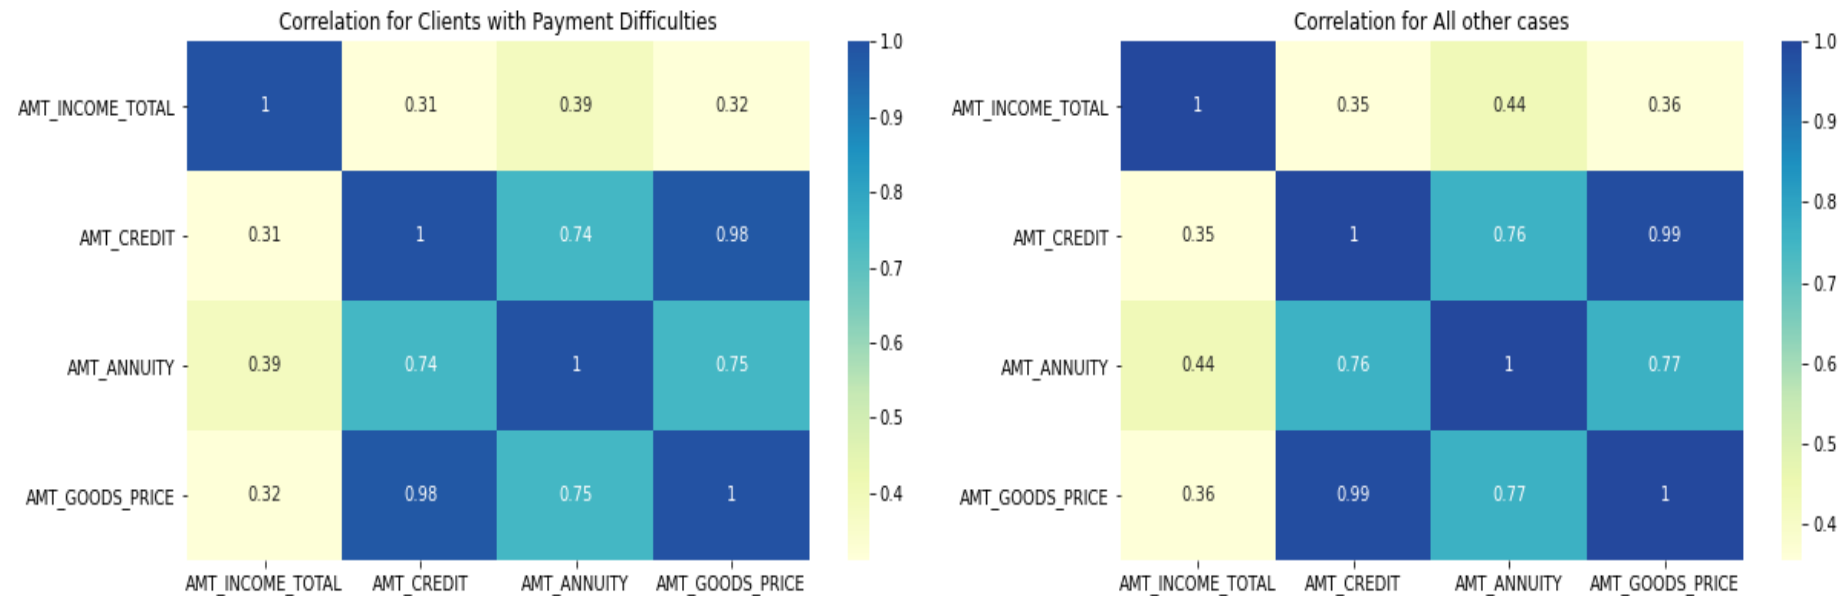 Correlation for Clients with Payment Difficulties
AMT_INCOME_TOTAL 1 0.31 0.39 0.32
AMT_CREDIT 0.31 1 0.74 0.98
AMT_ANNUITY 0.39 0.74 1 0.75
AMT_GOODS_PRICE 0.32 0.98 0.75 1
AMT_INCOME_TOTAL AMT_CREDIT AMT_ANNUITY AMT_GOODS_PRICE
1.0
0.9
0.8
0.7
0.6
0.5
0.4
Correlation for All other cases
AMT_INCOME_TOTAL 1 0.35 0.44 0.36
AMT_CREDIT 0.35 1 0.76 0.99
AMT_ANNUITY 0.44 0.76 1 0.77
AMT_GOODS_PRICE 0.36 0.99 0.77 1
AMT_INCOME_TOTAL AMT_CREDIT AMT_ANNUITY AMT_GOODS_PRICE
1.0
0.9
0.8
0.7
0.6
0.5
0.4